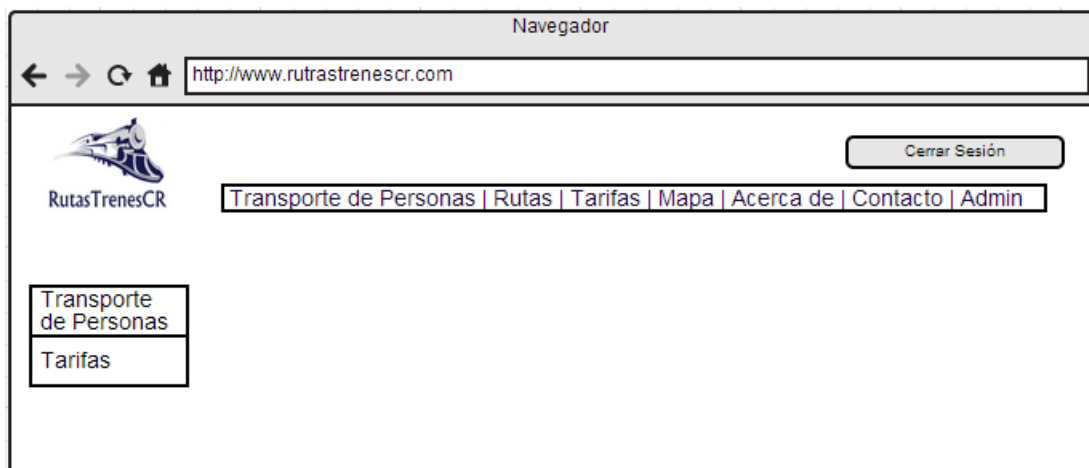 Navegador
http://www.rutrastrenescr.com
Cerrar Sesión
RutasTrenesCR
Transporte de Personas | Rutas | Tarifas | Mapa | Acerca de | Contacto | Admin
Transporte
de Personas
Tarifas